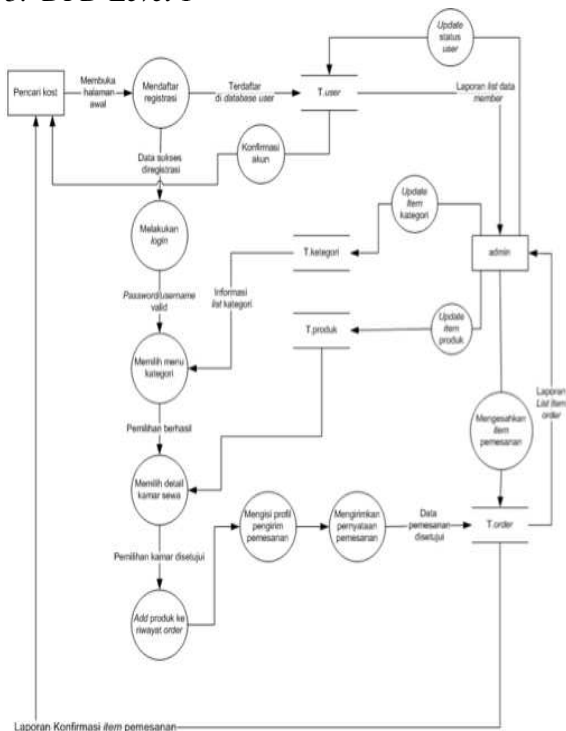 Update
status
user
Pencari kost
Membuka
halaman
awal
Mendaftar
registrasi
Terdaftar
di database user
T.user
Laporan list data
member
Konfirmasi
akun
Data sukses
diregistrasi
Update
Item
kategori
Melakukan
login
T.kategori
admin
Password/username
valid
Informasi
list kategori
T.produk
Update
item
produk
Memilih menu
kategori
Laporan
List Item
order
Mengesahkan
Item
pemesanan
Pemilihan berhasil
Memilih detail
kamar sewa
Mengisi profil
pengirim
pemesanan
Mengirimkan
pernyataan
pemesanan
Data
pemesanan
disetujui
T.order
Pemilihan kamar disetujui
Add produk ke
riwayat order
Laporan Konfirmasi item pemesanan